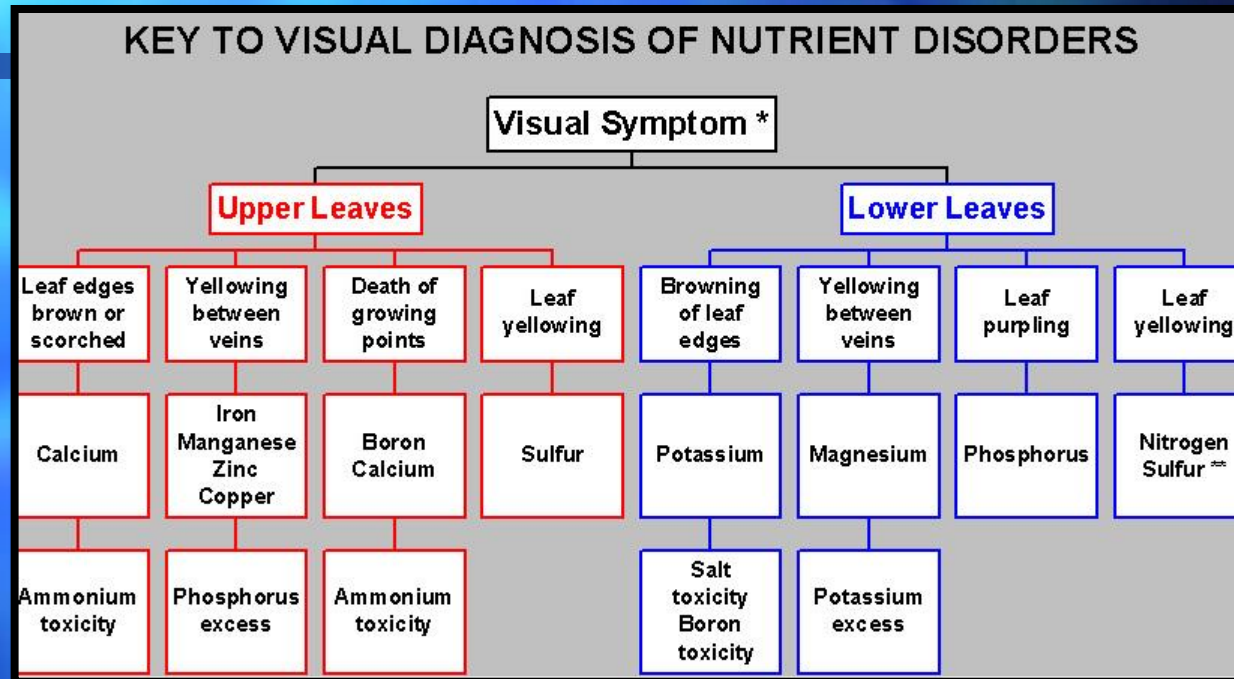 KEY TO VISUAL DIAGNOSIS OF NUTRIENT DISORDERS
Visual Symptom *
Upper Leaves
Lower Leaves
Leaf edges
brown or
scorched
Yellowing
between
veins
Death of
growing
points
Leaf
yellowing
Browning
of leaf
edges
Yellowing
between
veins
Leaf
purpling
Leaf
yellowing
Calcium
Iron
Manganese
Zinc
Copper
Boron
Calcium
Sulfur
Potassium
Magnesium
Phosphorus
Nitrogen
Sulfur **
Ammonium
toxicity
Phosphorus
excess
Ammonium
toxicity
Salt
toxicity
Boron
toxicity
Potassium
excess